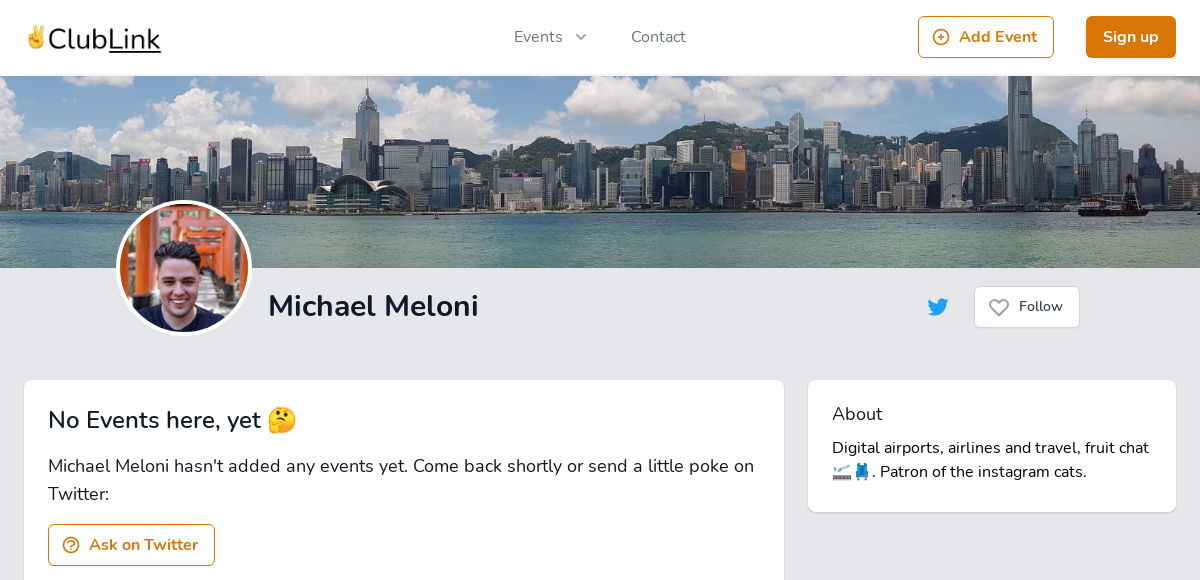 ✌️ClubLink
Events
Contact
Add Event
Sign up
Michael Meloni
Follow
No Events here, yet 🤔
Michael Meloni hasn't added any events yet. Come back shortly or send a little poke on
Twitter:
Ask on Twitter
About
Digital airports, airlines and travel, fruit chat
🛫💺. Patron of the instagram cats.